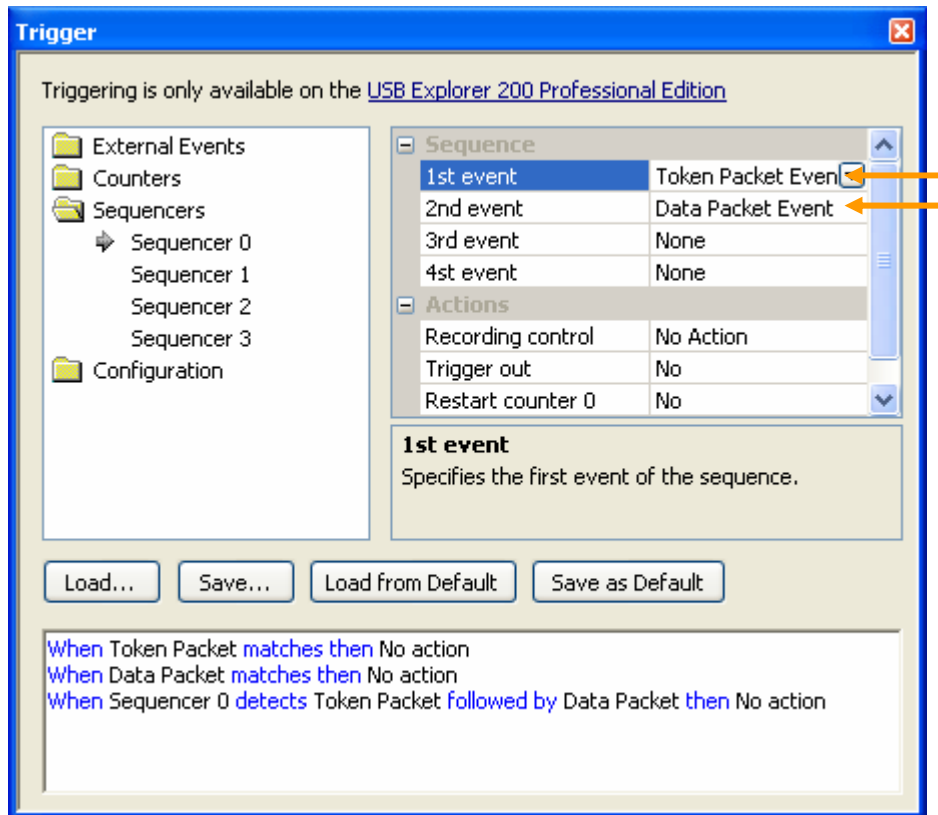 Trigger
Triggering is only available on the USB Explorer 200 Professional Edition
External Events
Counters
Sequencers
Sequencer 0
Sequencer 1
Sequencer 2
Sequencer 3
Configuration
Sequence
1st event Token Packet Even
2nd event Data Packet Event
3rd event None
4st event None
Actions
Recording control No Action
Trigger out No
Restart counter 0 No
1st event
Specifies the first event of the sequence.
Load... Save... Load from Default Save as Default
When Token Packet matches then No action
When Data Packet matches then No action
When Sequencer 0 detects Token Packet followed by Data Packet then No action